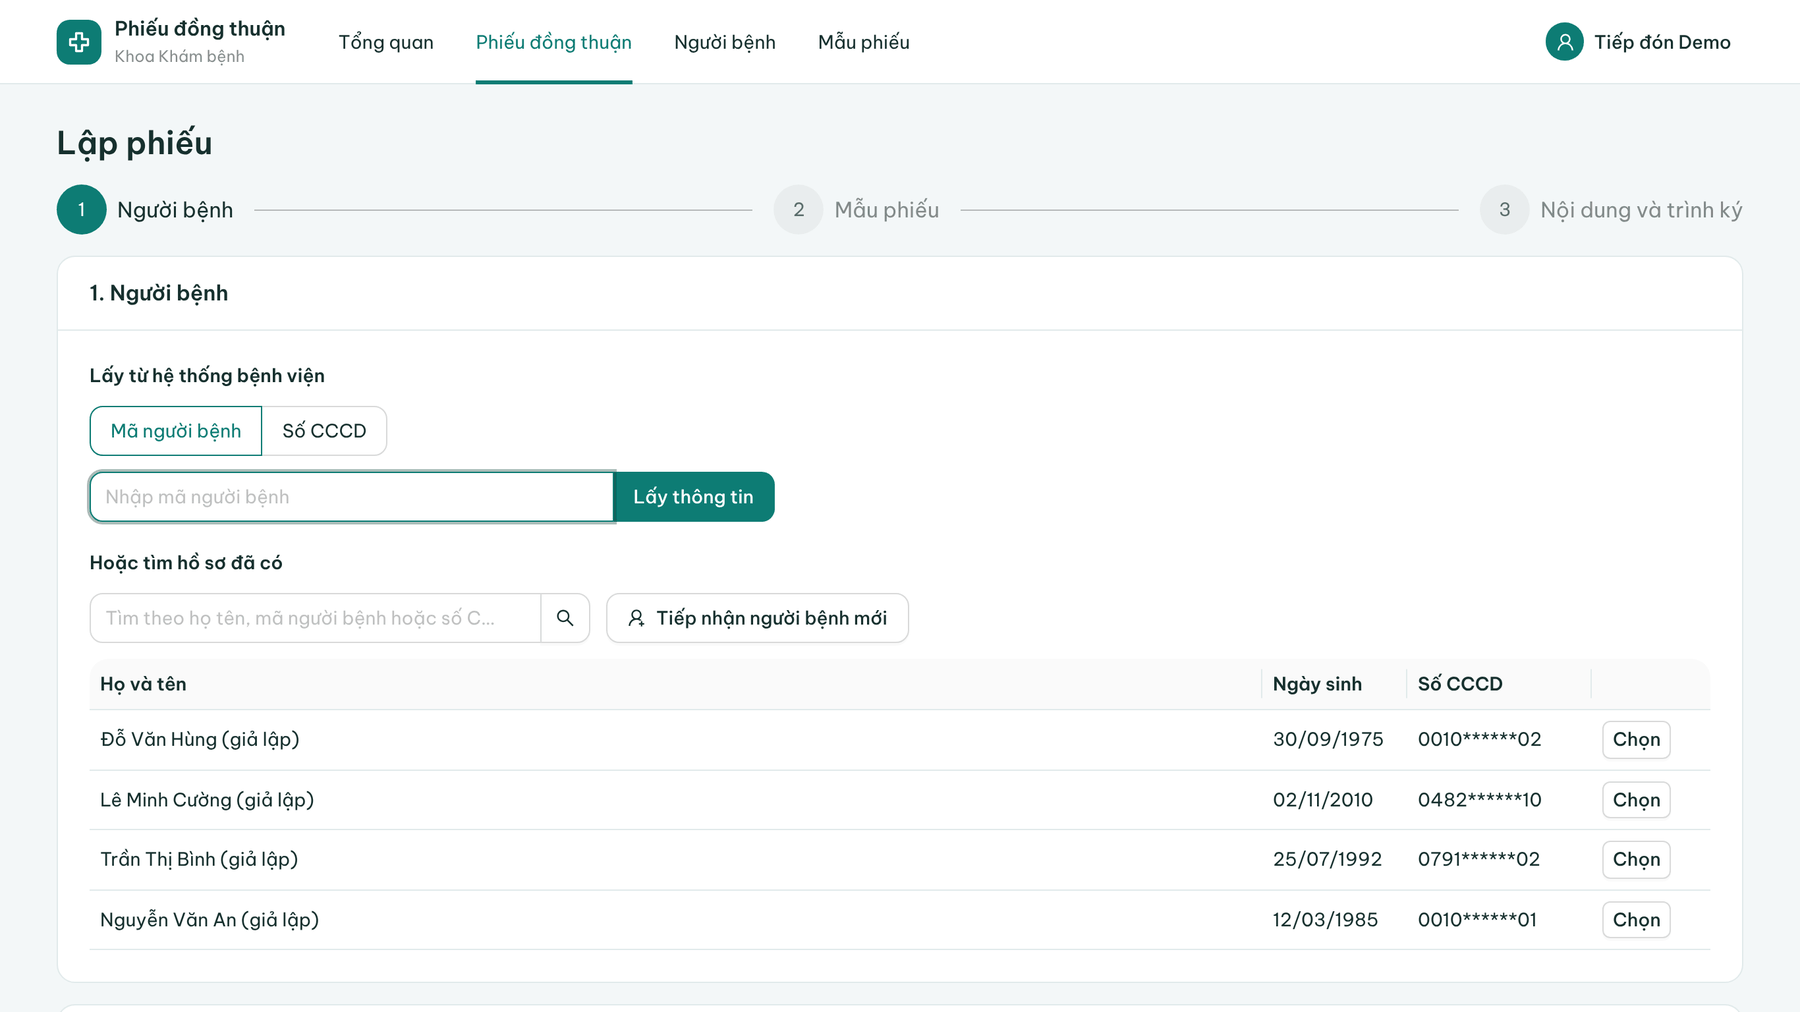 Phiếu đồng thuận
Khoa Khám bệnh
Tổng quan
Phiếu đồng thuận
Người bệnh
Mẫu phiếu
Tiếp đón Demo
Lập phiếu
1 Người bệnh
2 Mẫu phiếu
3 Nội dung và trình ký
1. Người bệnh
Lấy từ hệ thống bệnh viện
Mã người bệnh
Số CCCD
Nhập mã người bệnh
Lấy thông tin
Hoặc tìm hồ sơ đã có
Tìm theo họ tên, mã người bệnh hoặc số C...
Tiếp nhận người bệnh mới
Họ và tên Ngày sinh Số CCCD
Đỗ Văn Hùng (giả lập) 30/09/1975 0010******02 Chọn
Lê Minh Cường (giả lập) 02/11/2010 0482******10 Chọn
Trần Thị Bình (giả lập) 25/07/1992 0791******02 Chọn
Nguyễn Văn An (giả lập) 12/03/1985 0010******01 Chọn